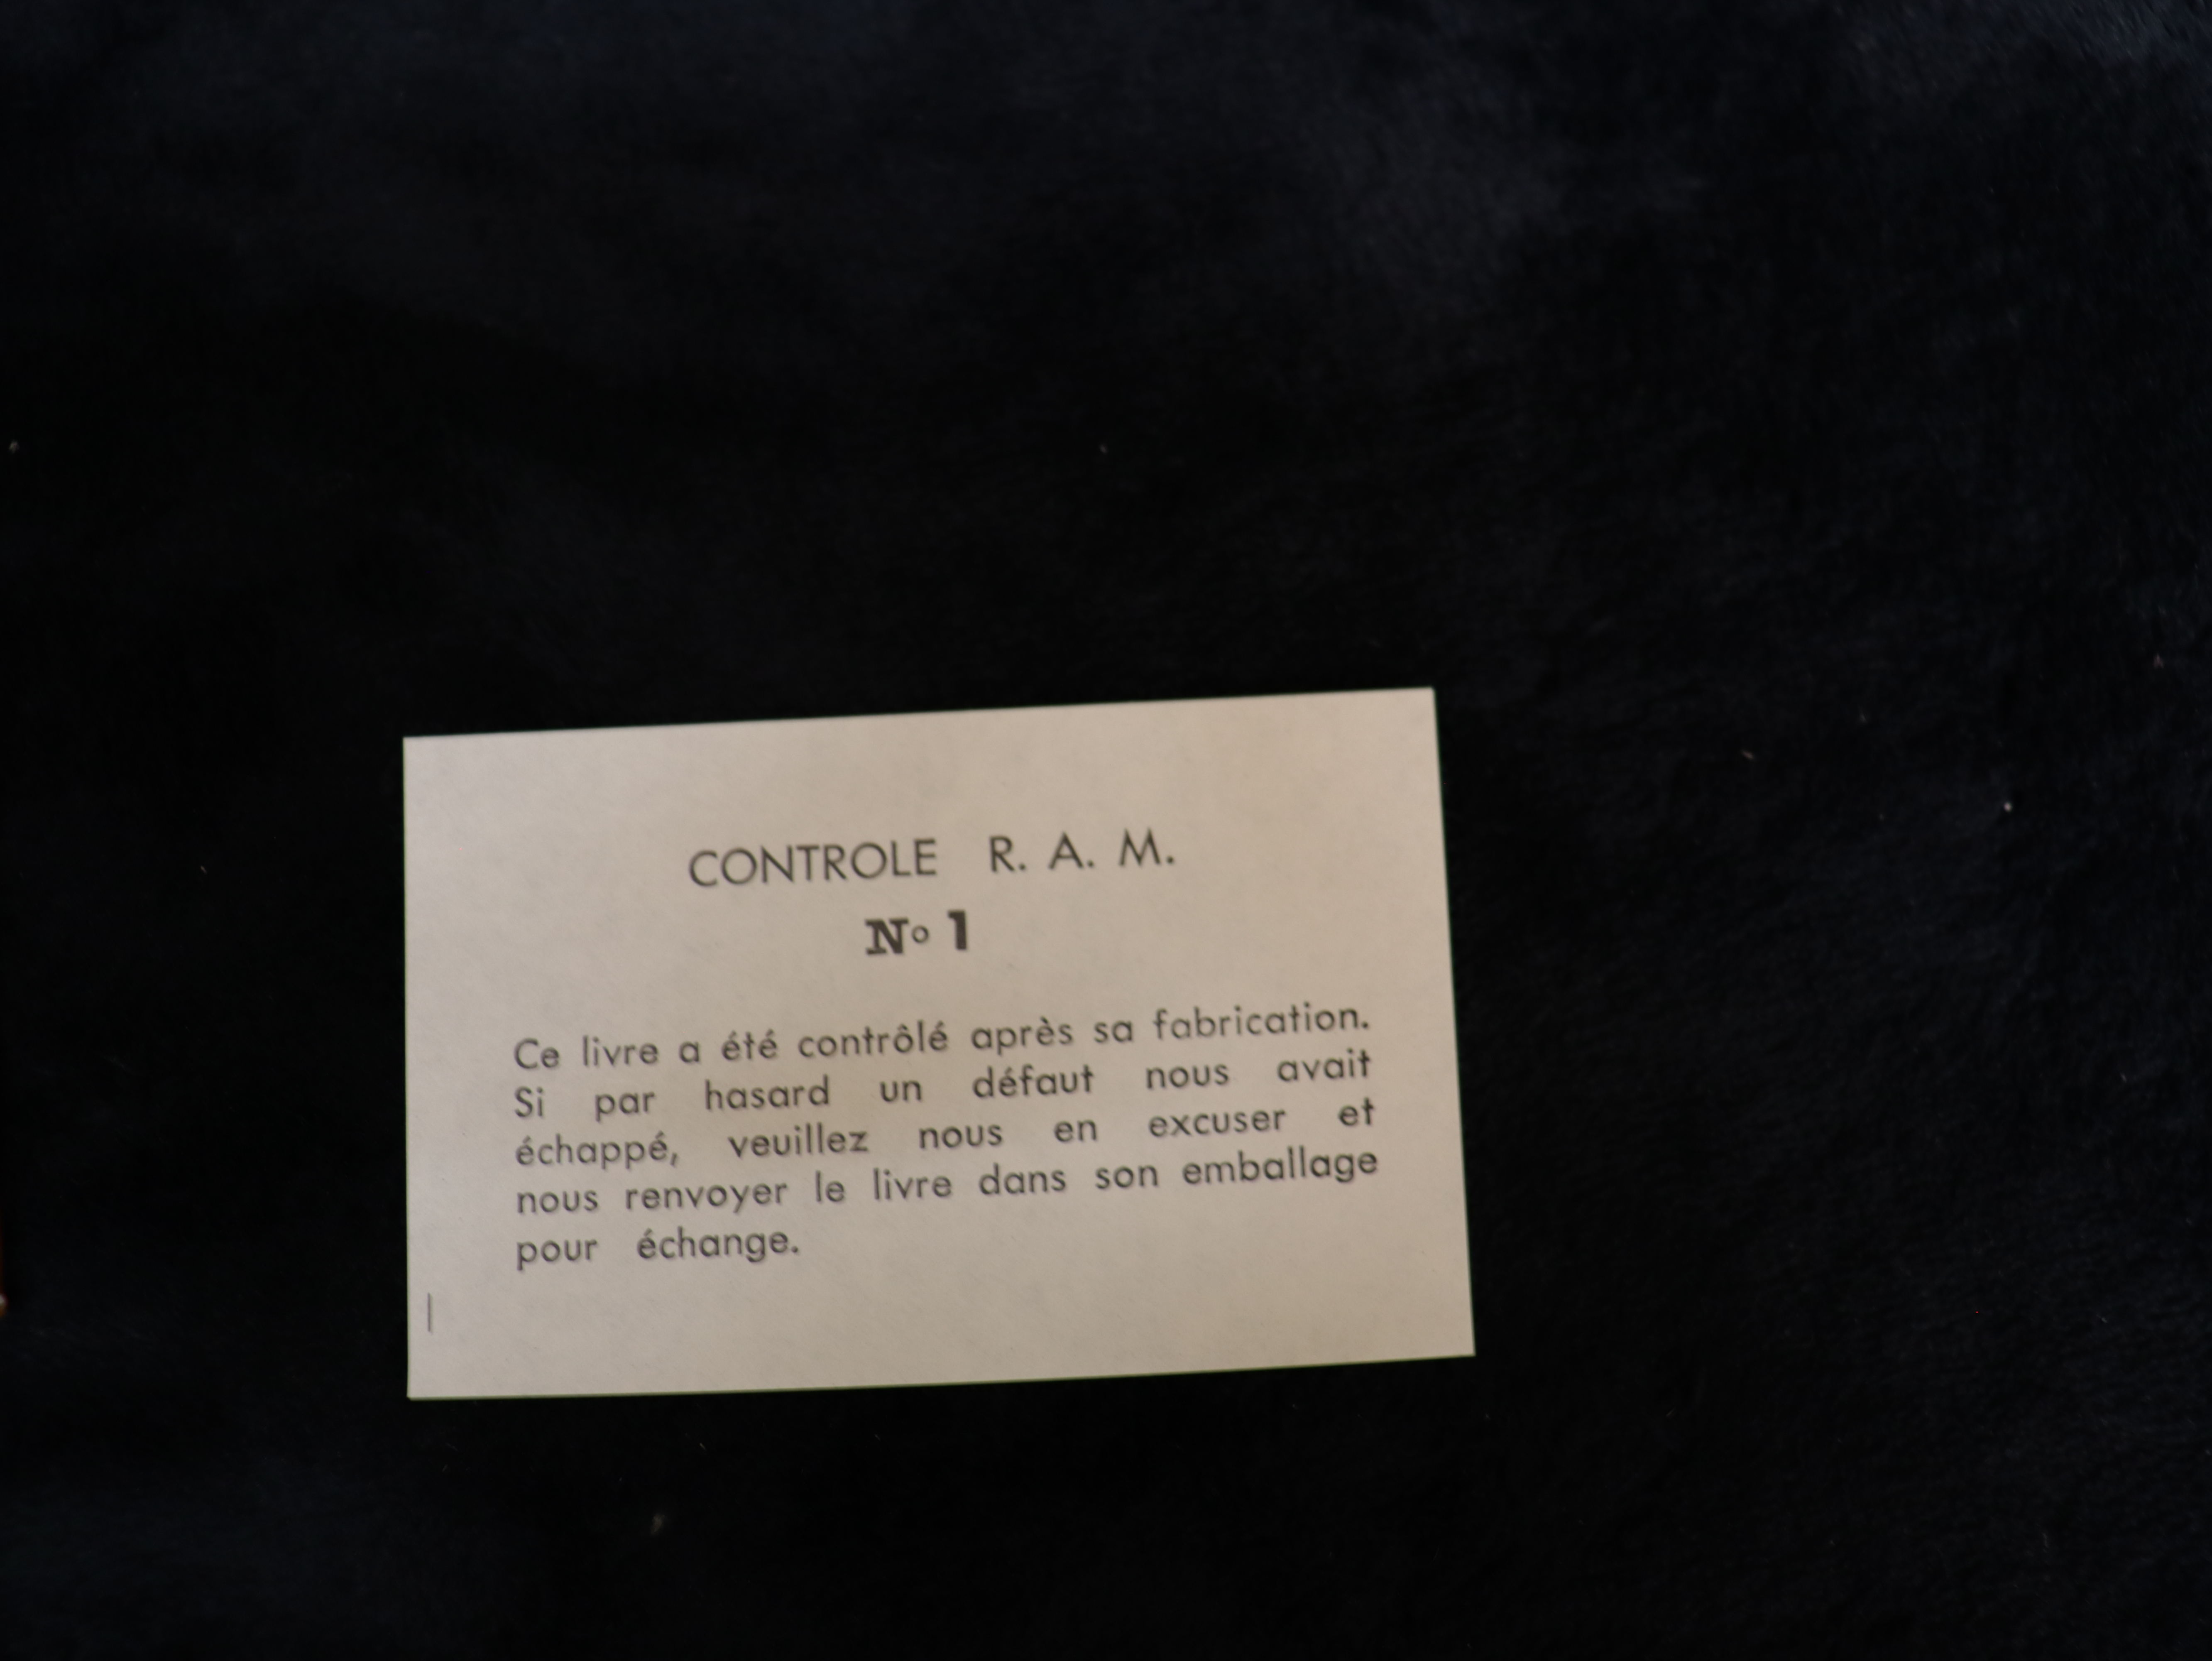 CONTROLE R. A. M.
Nº 1
Ce livre a été contrôlé après sa fabrication.
Si par hasard un défaut nous avait
échappé, veuillez nous en excuser et
nous renvoyer le livre dans son emballage
pour échange.